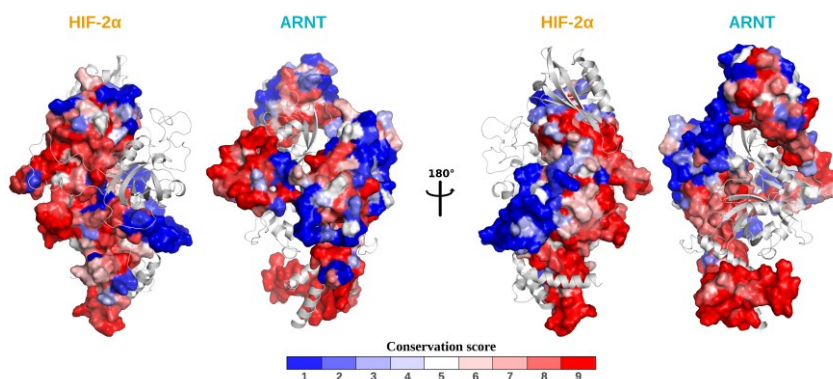 HIF-2α ARNT HIF-2α ARNT
180°
Conservation score
1 2 3 4 5 6 7 8 9